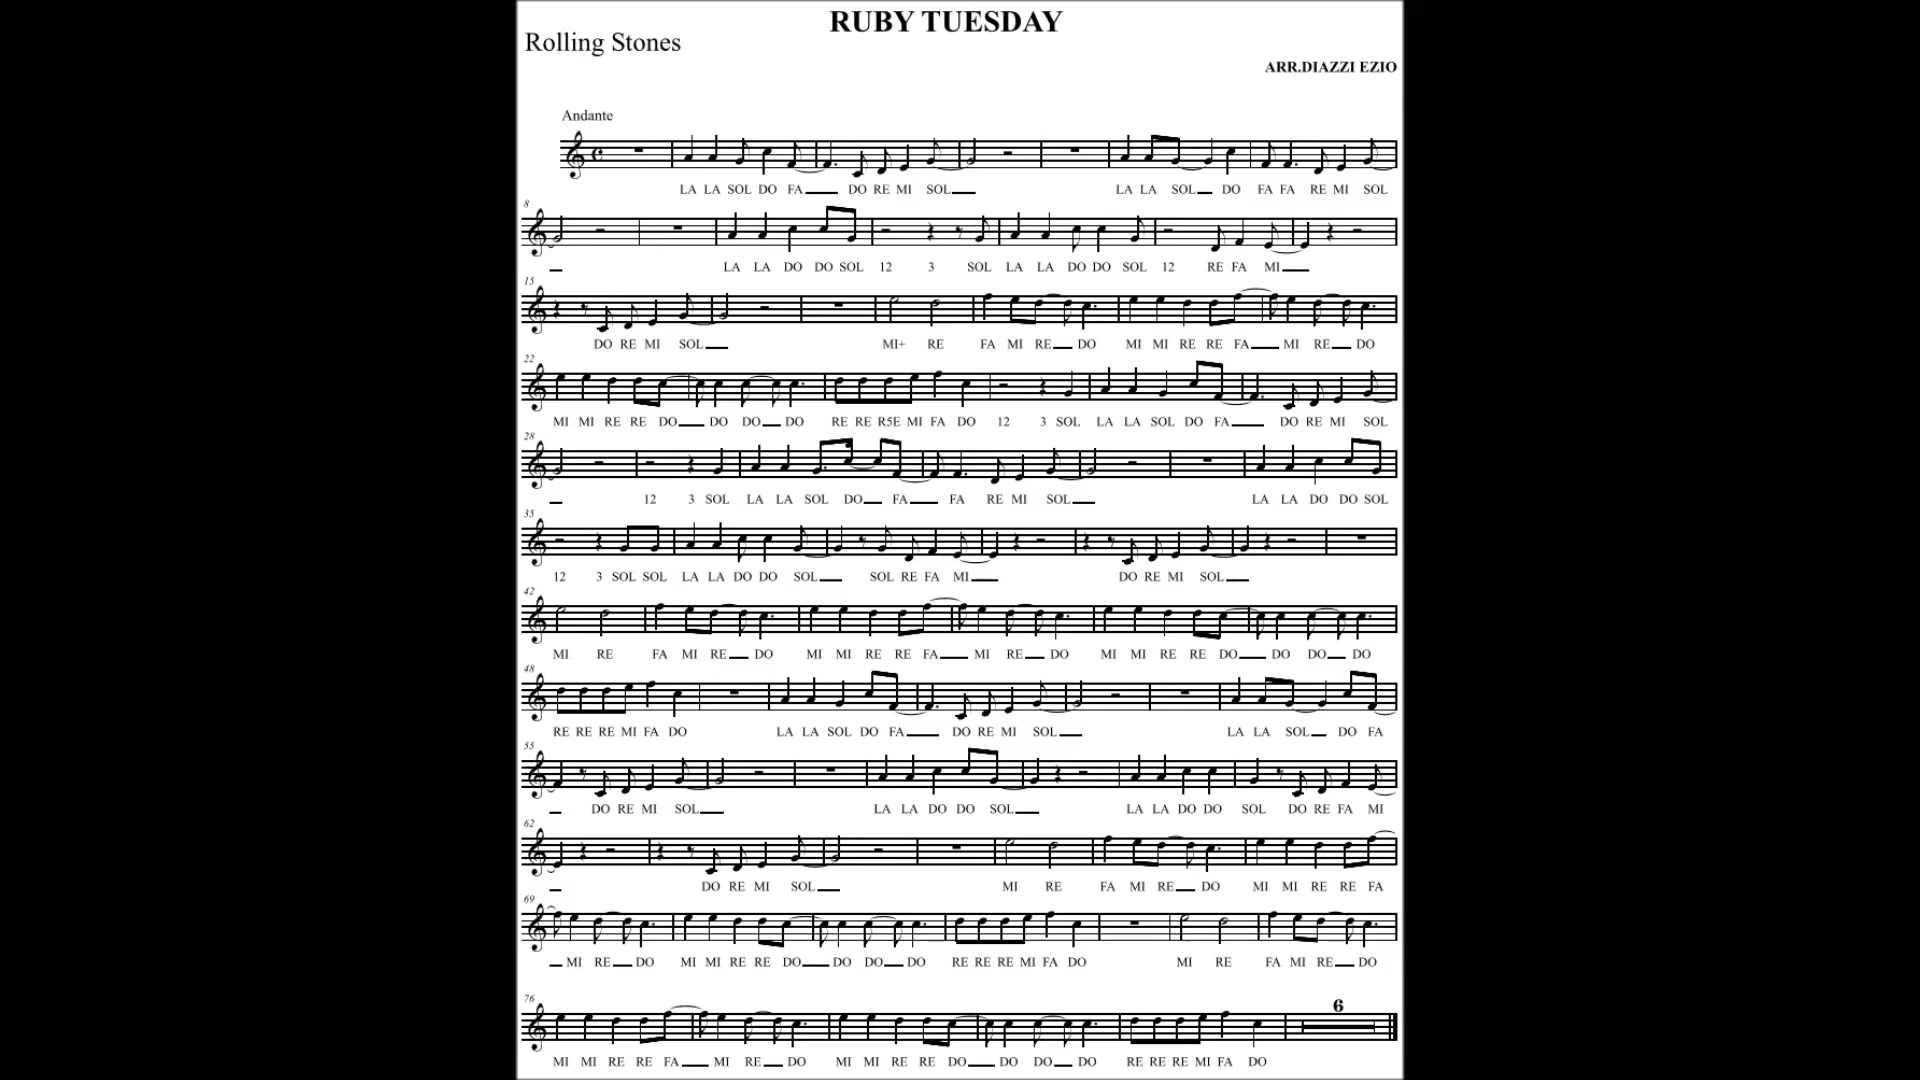 RUBY TUESDAY
Rolling Stones
ARR.DIAZZI EZIO
Andante
LA LA SOL DO FA DO RE MI SOL LA LA SOL DO FA FA RE MI SOL
8
LA LA DO DO SOL 12 3 SOL LA LA DO DO SOL 12 RE FA MI
15
DO RE MI SOL MI+ RE FA MI RE DO MI MI RE RE FA MI RE DO
22
MI MI RE RE DO DO DO DO RE RE R5E MI FA DO 12 3 SOL LA LA SOL DO FA DO RE MI SOL
28
12 3 SOL LA LA SOL DO FA FA RE MI SOL LA LA DO DO SOL
35
12 3 SOL SOL LA LA DO DO SOL SOL RE FA MI DO RE MI SOL
42
MI RE FA MI RE DO MI MI RE RE FA MI RE DO MI MI RE RE DO DO DO DO
48
RE RE RE MI FA DO LA LA SOL DO FA DO RE MI SOL LA LA SOL DO FA
55
DO RE MI SOL LA LA DO DO SOL LA LA DO DO SOL DO RE FA MI
62
DO RE MI SOL MI RE FA MI RE DO MI MI RE RE FA
69
MI RE DO MI MI RE RE DO DO DO DO RE RE RE MI FA DO MI RE FA MI RE DO
76
6
MI MI RE RE FA MI RE DO MI MI RE RE DO DO DO DO RE RE RE MI FA DO